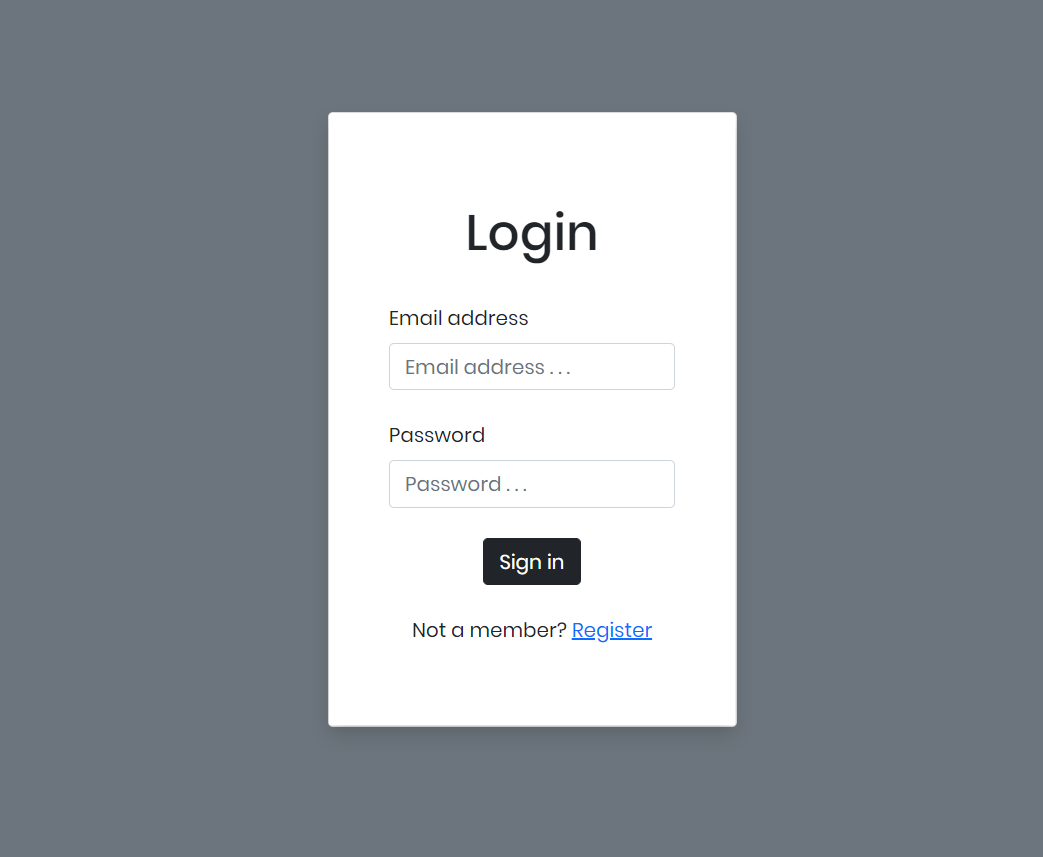 Login
Email address
Email address . . .
Password
Password . . .
Sign in
Not a member? Register